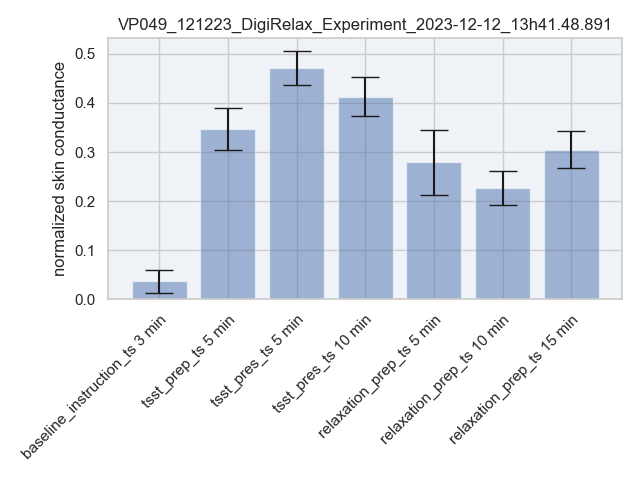 VP049_121223_DigiRelax_Experiment_2023-12-12_13h41.48.891
normalized skin conductance
0.5
0.4
0.3
0.2
0.1
0.0
baseline_instruction_ts 3 min
tsst_prep_ts 5 min
tsst_pres_ts 5 min
tsst_pres_ts 10 min
relaxation_prep_ts 5 min
relaxation_prep_ts 10 min
relaxation_prep_ts 15 min